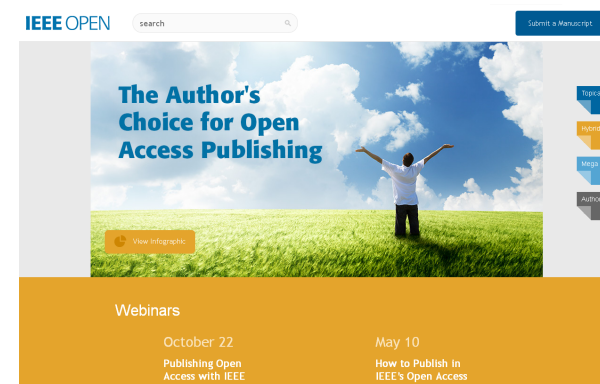 IEEE OPEN
search
Submit a Manuscript
The Author's
Choice for Open
Access Publishing
Topica
Hybrid
Mega
Author
View Infographic
Webinars
October 22
May 10
Publishing Open
Access with IEEE
How to Publish in
IEEE's Open Access